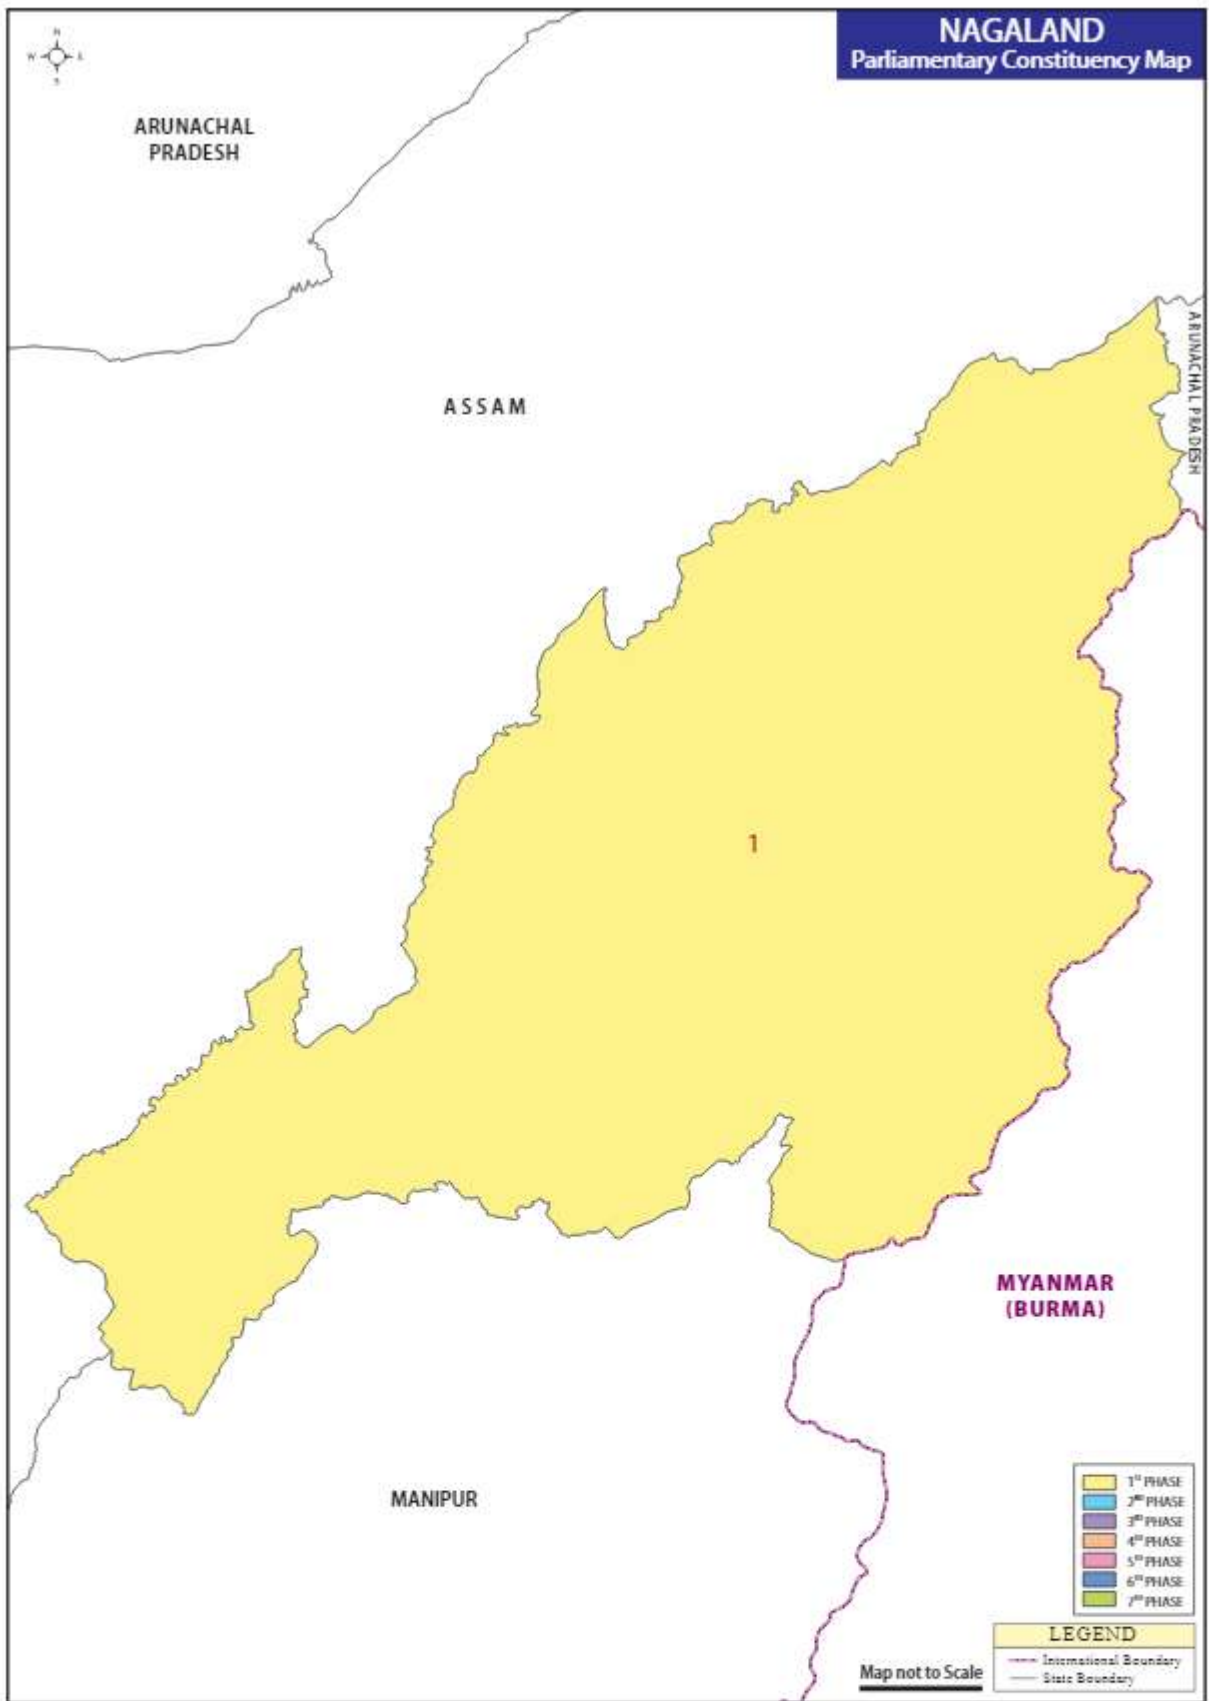 NAGALAND
Parliamentary Constituency Map
N
W E
S
ARUNACHAL
PRADESH
ARUNACHAL PRADESH
ASSAM
1
MYANMAR
(BURMA)
MANIPUR
1ST PHASE
2ND PHASE
3RD PHASE
4TH PHASE
5TH PHASE
6TH PHASE
7TH PHASE
LEGEND
International Boundary
State Boundary
Map not to Scale